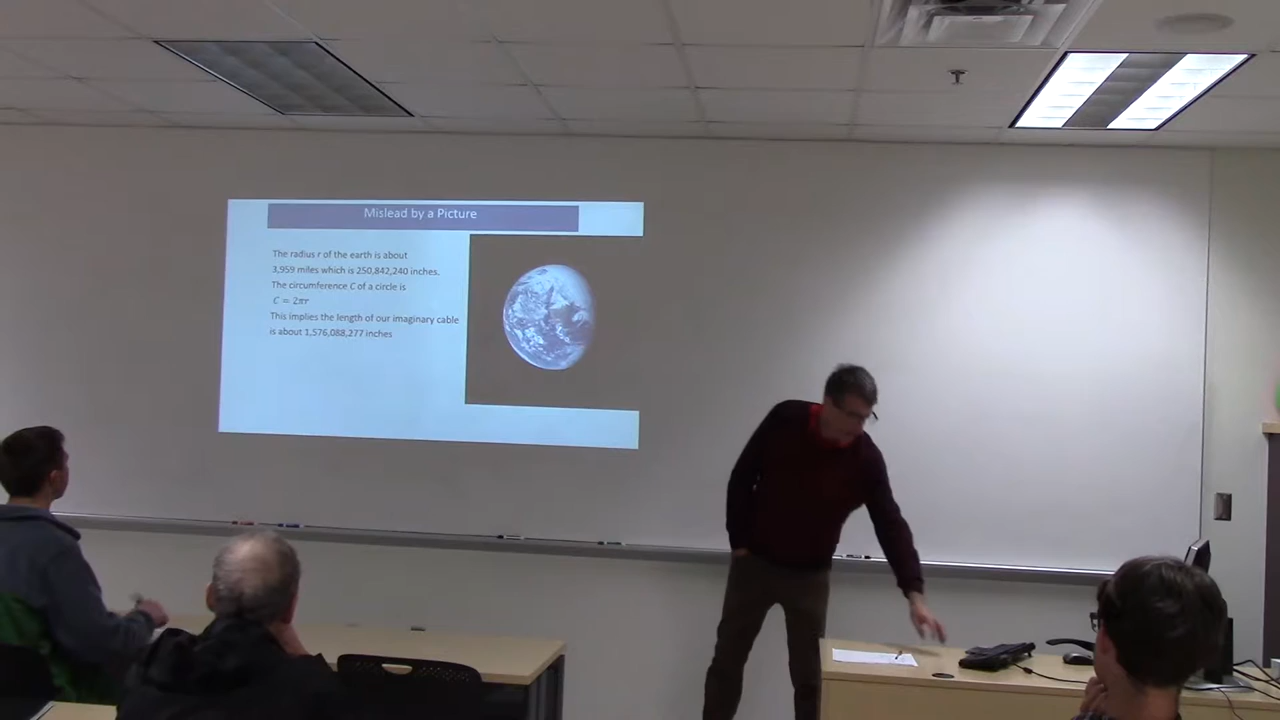 Mislead by a Picture
The radius r of the earth is about
3,959 miles which is 250,842,240 inches.
The circumference C of a circle is
C = 2πr
This implies the length of our imaginary cable
is about 1,576,088,277 inches